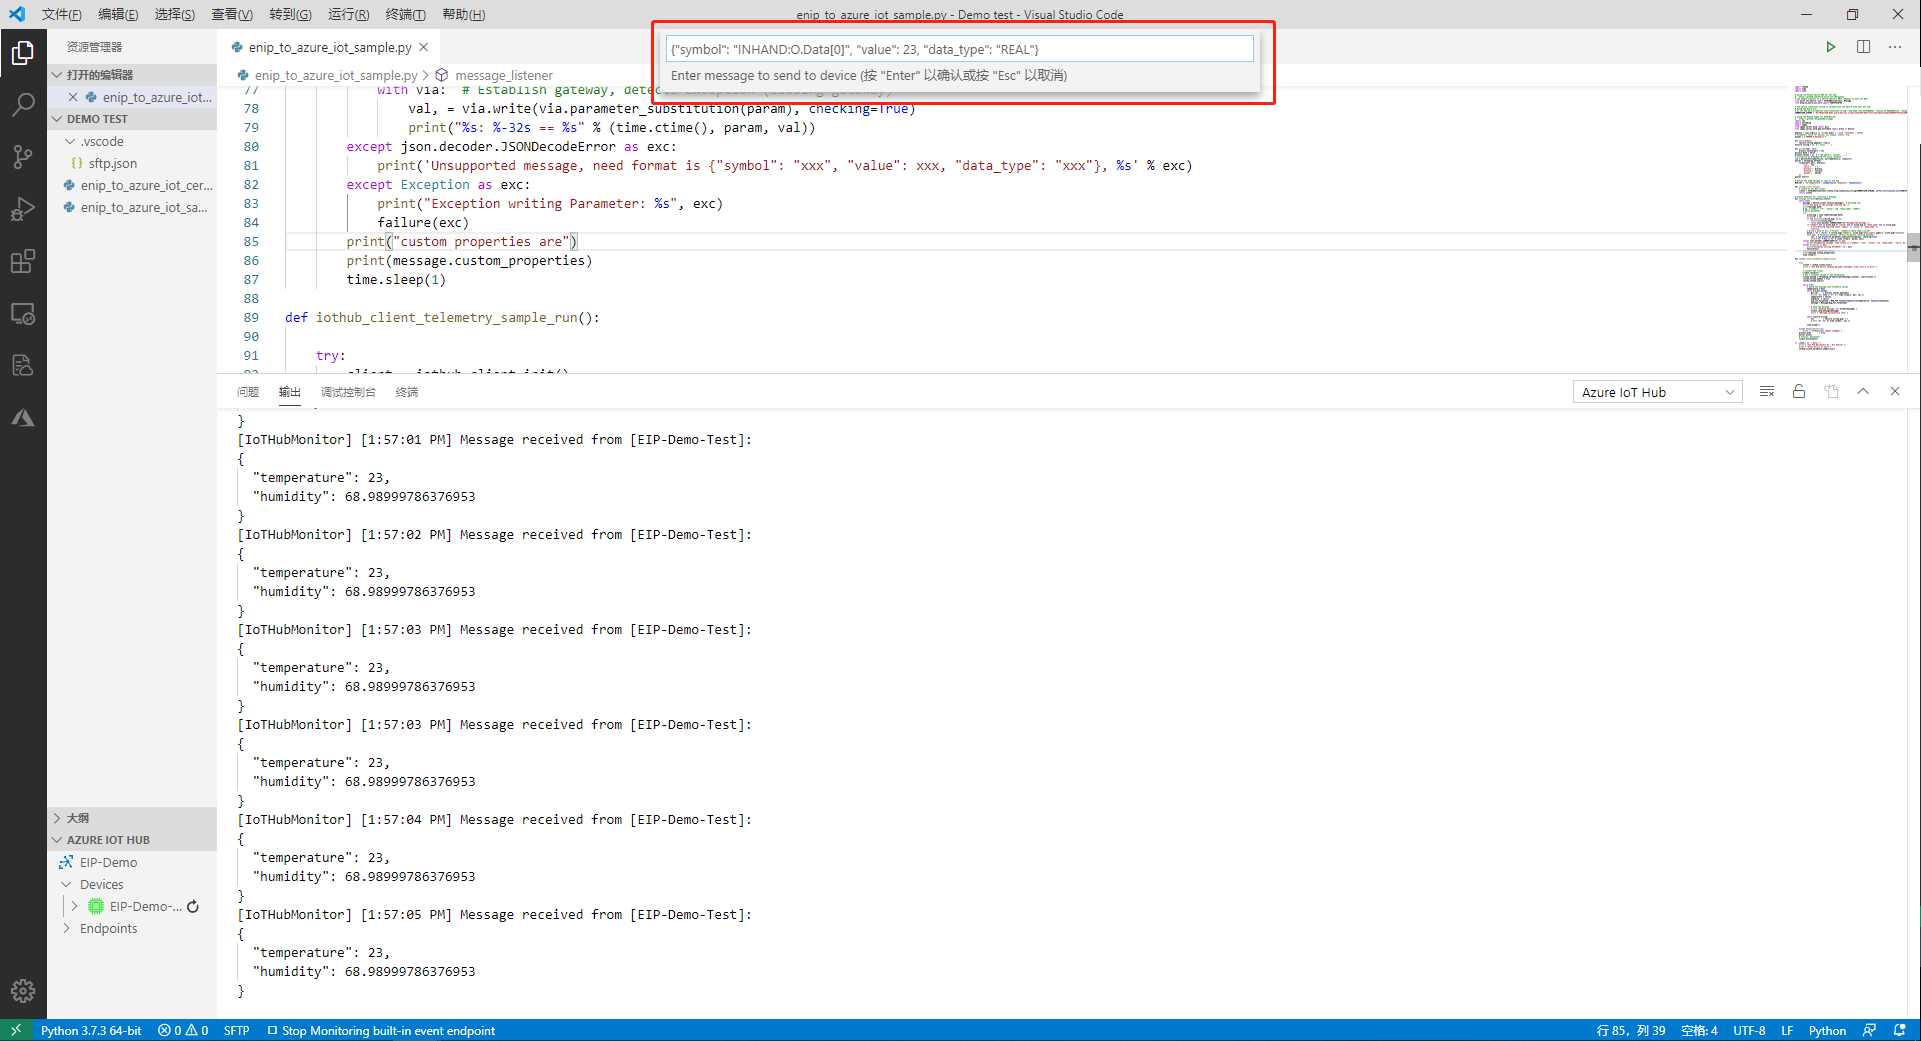 文件(F) 编辑(E) 选择(S) 查看(V) 转到(G) 运行(R) 终端(T) 帮助(H)
enip_to_azure_iot_sample.py - Demo test - Visual Studio Code
资源管理器
打开的编辑器
enip_to_azure_iot...
DEMO TEST
.vscode
{} sftp.json
enip_to_azure_iot_cer...
enip_to_azure_iot_sa...
大纲
AZURE IOT HUB
EIP-Demo
Devices
EIP-Demo-...
Endpoints
enip_to_azure_iot_sample.py
enip_to_azure_iot_sample.py > message_listener
{"symbol": "INHAND:O.Data[0]", "value": 23, "data_type": "REAL"}
Enter message to send to device (按 "Enter" 以确认或按 "Esc" 以取消)
77 with via: # Establish gateway, detects
78 val, = via.write(via.parameter_substitution(param), checking=True)
79 print("%s: %-32s == %s" % (time.ctime(), param, val))
80 except json.decoder.JSONDecodeError as exc:
81 print('Unsupported message, need format is {"symbol": "xxx", "value": xxx, "data_type": "xxx"}, %s' % exc)
82 except Exception as exc:
83 print("Exception writing Parameter: %s", exc)
84 failure(exc)
85 print("custom properties are")
86 print(message.custom_properties)
87 time.sleep(1)
88
89 def iothub_client_telemetry_sample_run():
90
91 try:
92 client = iothub_client_init()
问题 输出 调试控制台 终端
Azure IoT Hub
}
[IoTHubMonitor] [1:57:01 PM] Message received from [EIP-Demo-Test]:
{
"temperature": 23,
"humidity": 68.98999786376953
}
[IoTHubMonitor] [1:57:02 PM] Message received from [EIP-Demo-Test]:
{
"temperature": 23,
"humidity": 68.98999786376953
}
[IoTHubMonitor] [1:57:03 PM] Message received from [EIP-Demo-Test]:
{
"temperature": 23,
"humidity": 68.98999786376953
}
[IoTHubMonitor] [1:57:03 PM] Message received from [EIP-Demo-Test]:
{
"temperature": 23,
"humidity": 68.98999786376953
}
[IoTHubMonitor] [1:57:04 PM] Message received from [EIP-Demo-Test]:
{
"temperature": 23,
"humidity": 68.98999786376953
}
[IoTHubMonitor] [1:57:05 PM] Message received from [EIP-Demo-Test]:
{
"temperature": 23,
"humidity": 68.98999786376953
}
Python 3.7.3 64-bit 0 0 SFTP Stop Monitoring built-in event endpoint
行 85，列 39 空格: 4 UTF-8 LF Python